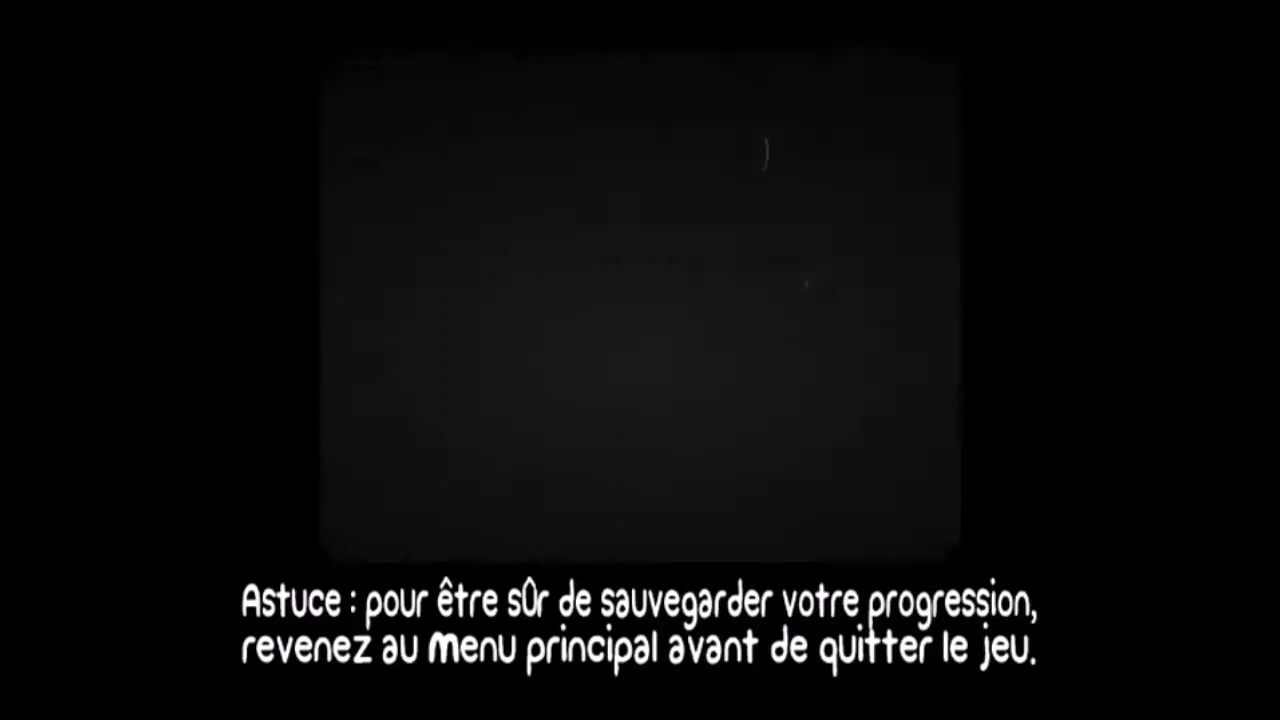 Astuce : pour être sûr de sauvegarder votre progression,
revenez au menu principal avant de quitter le jeu.